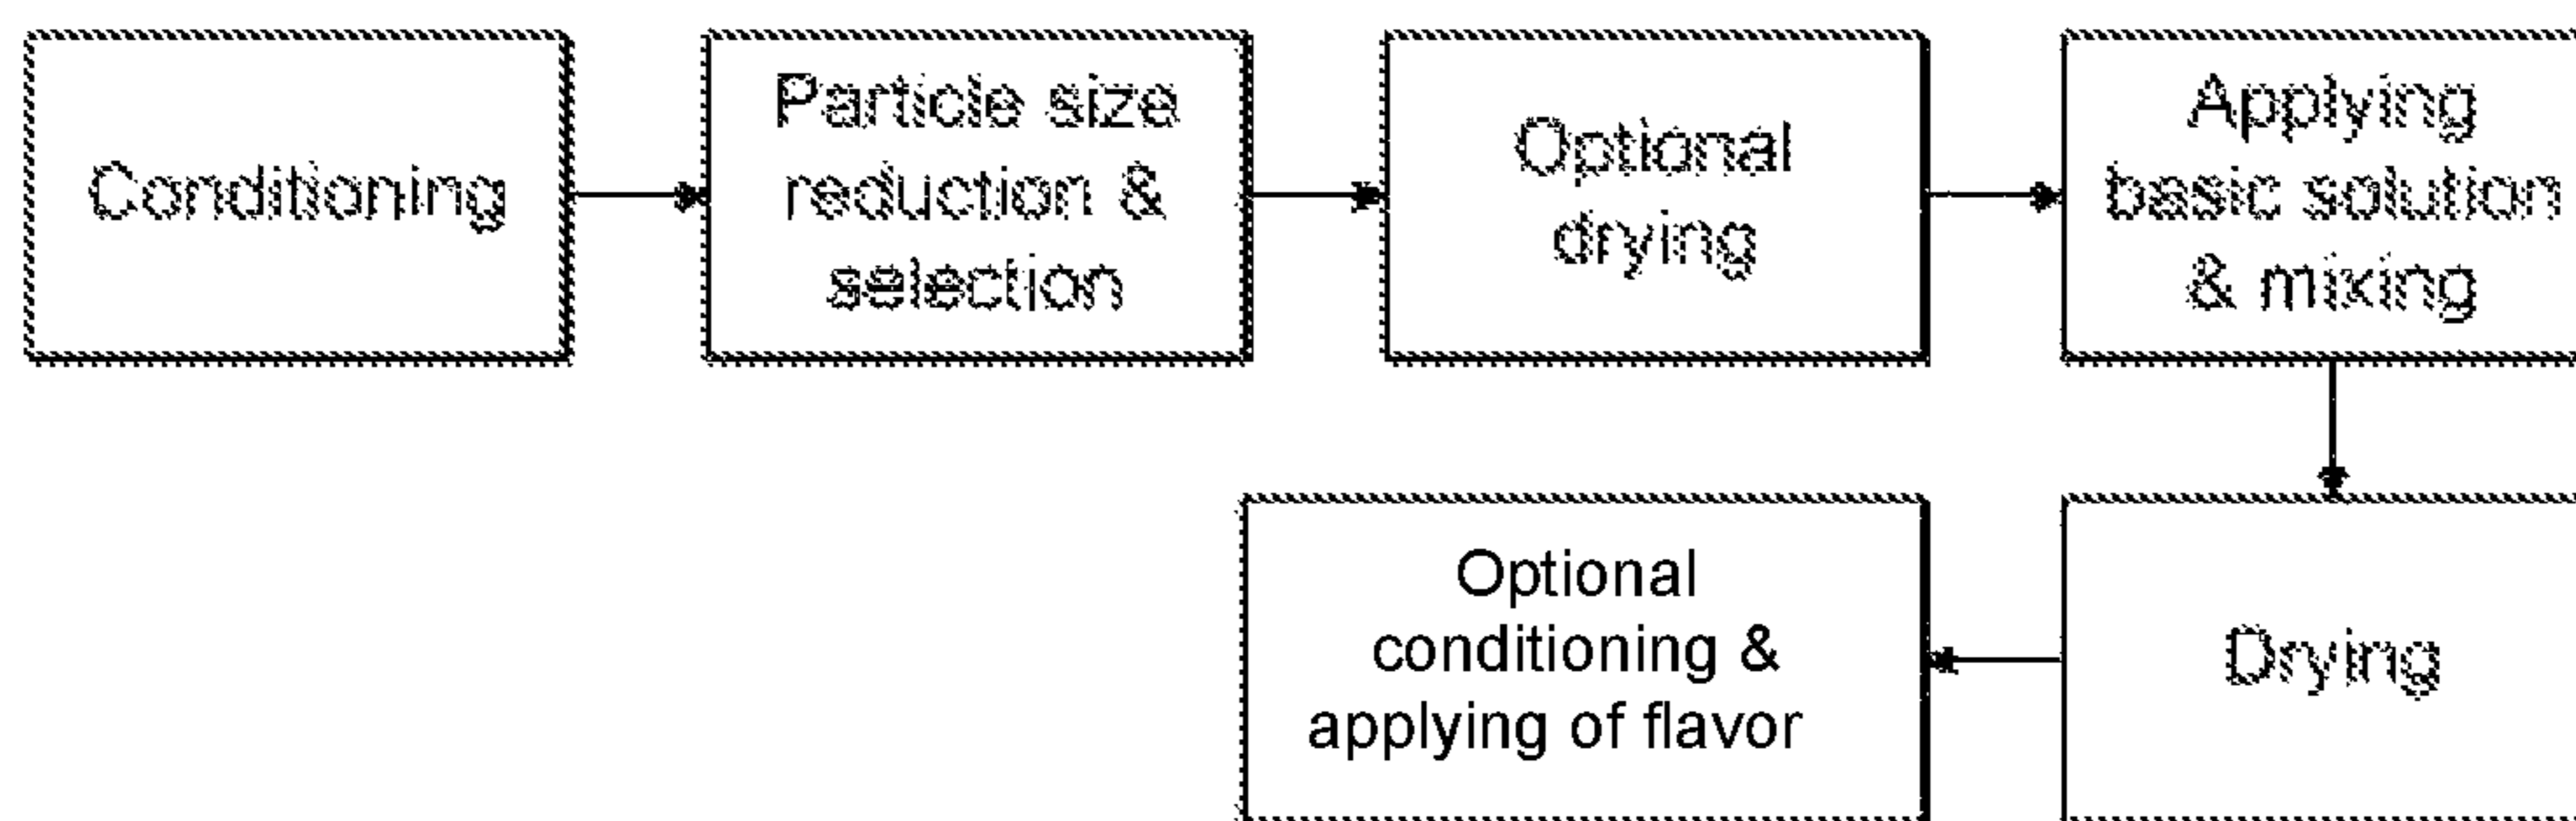 Conditioning
Particle size
reduction &
selection
Optional
drying
Applying
basic solution
& mixing
Optional
conditioning &
applying of flavor
Drying